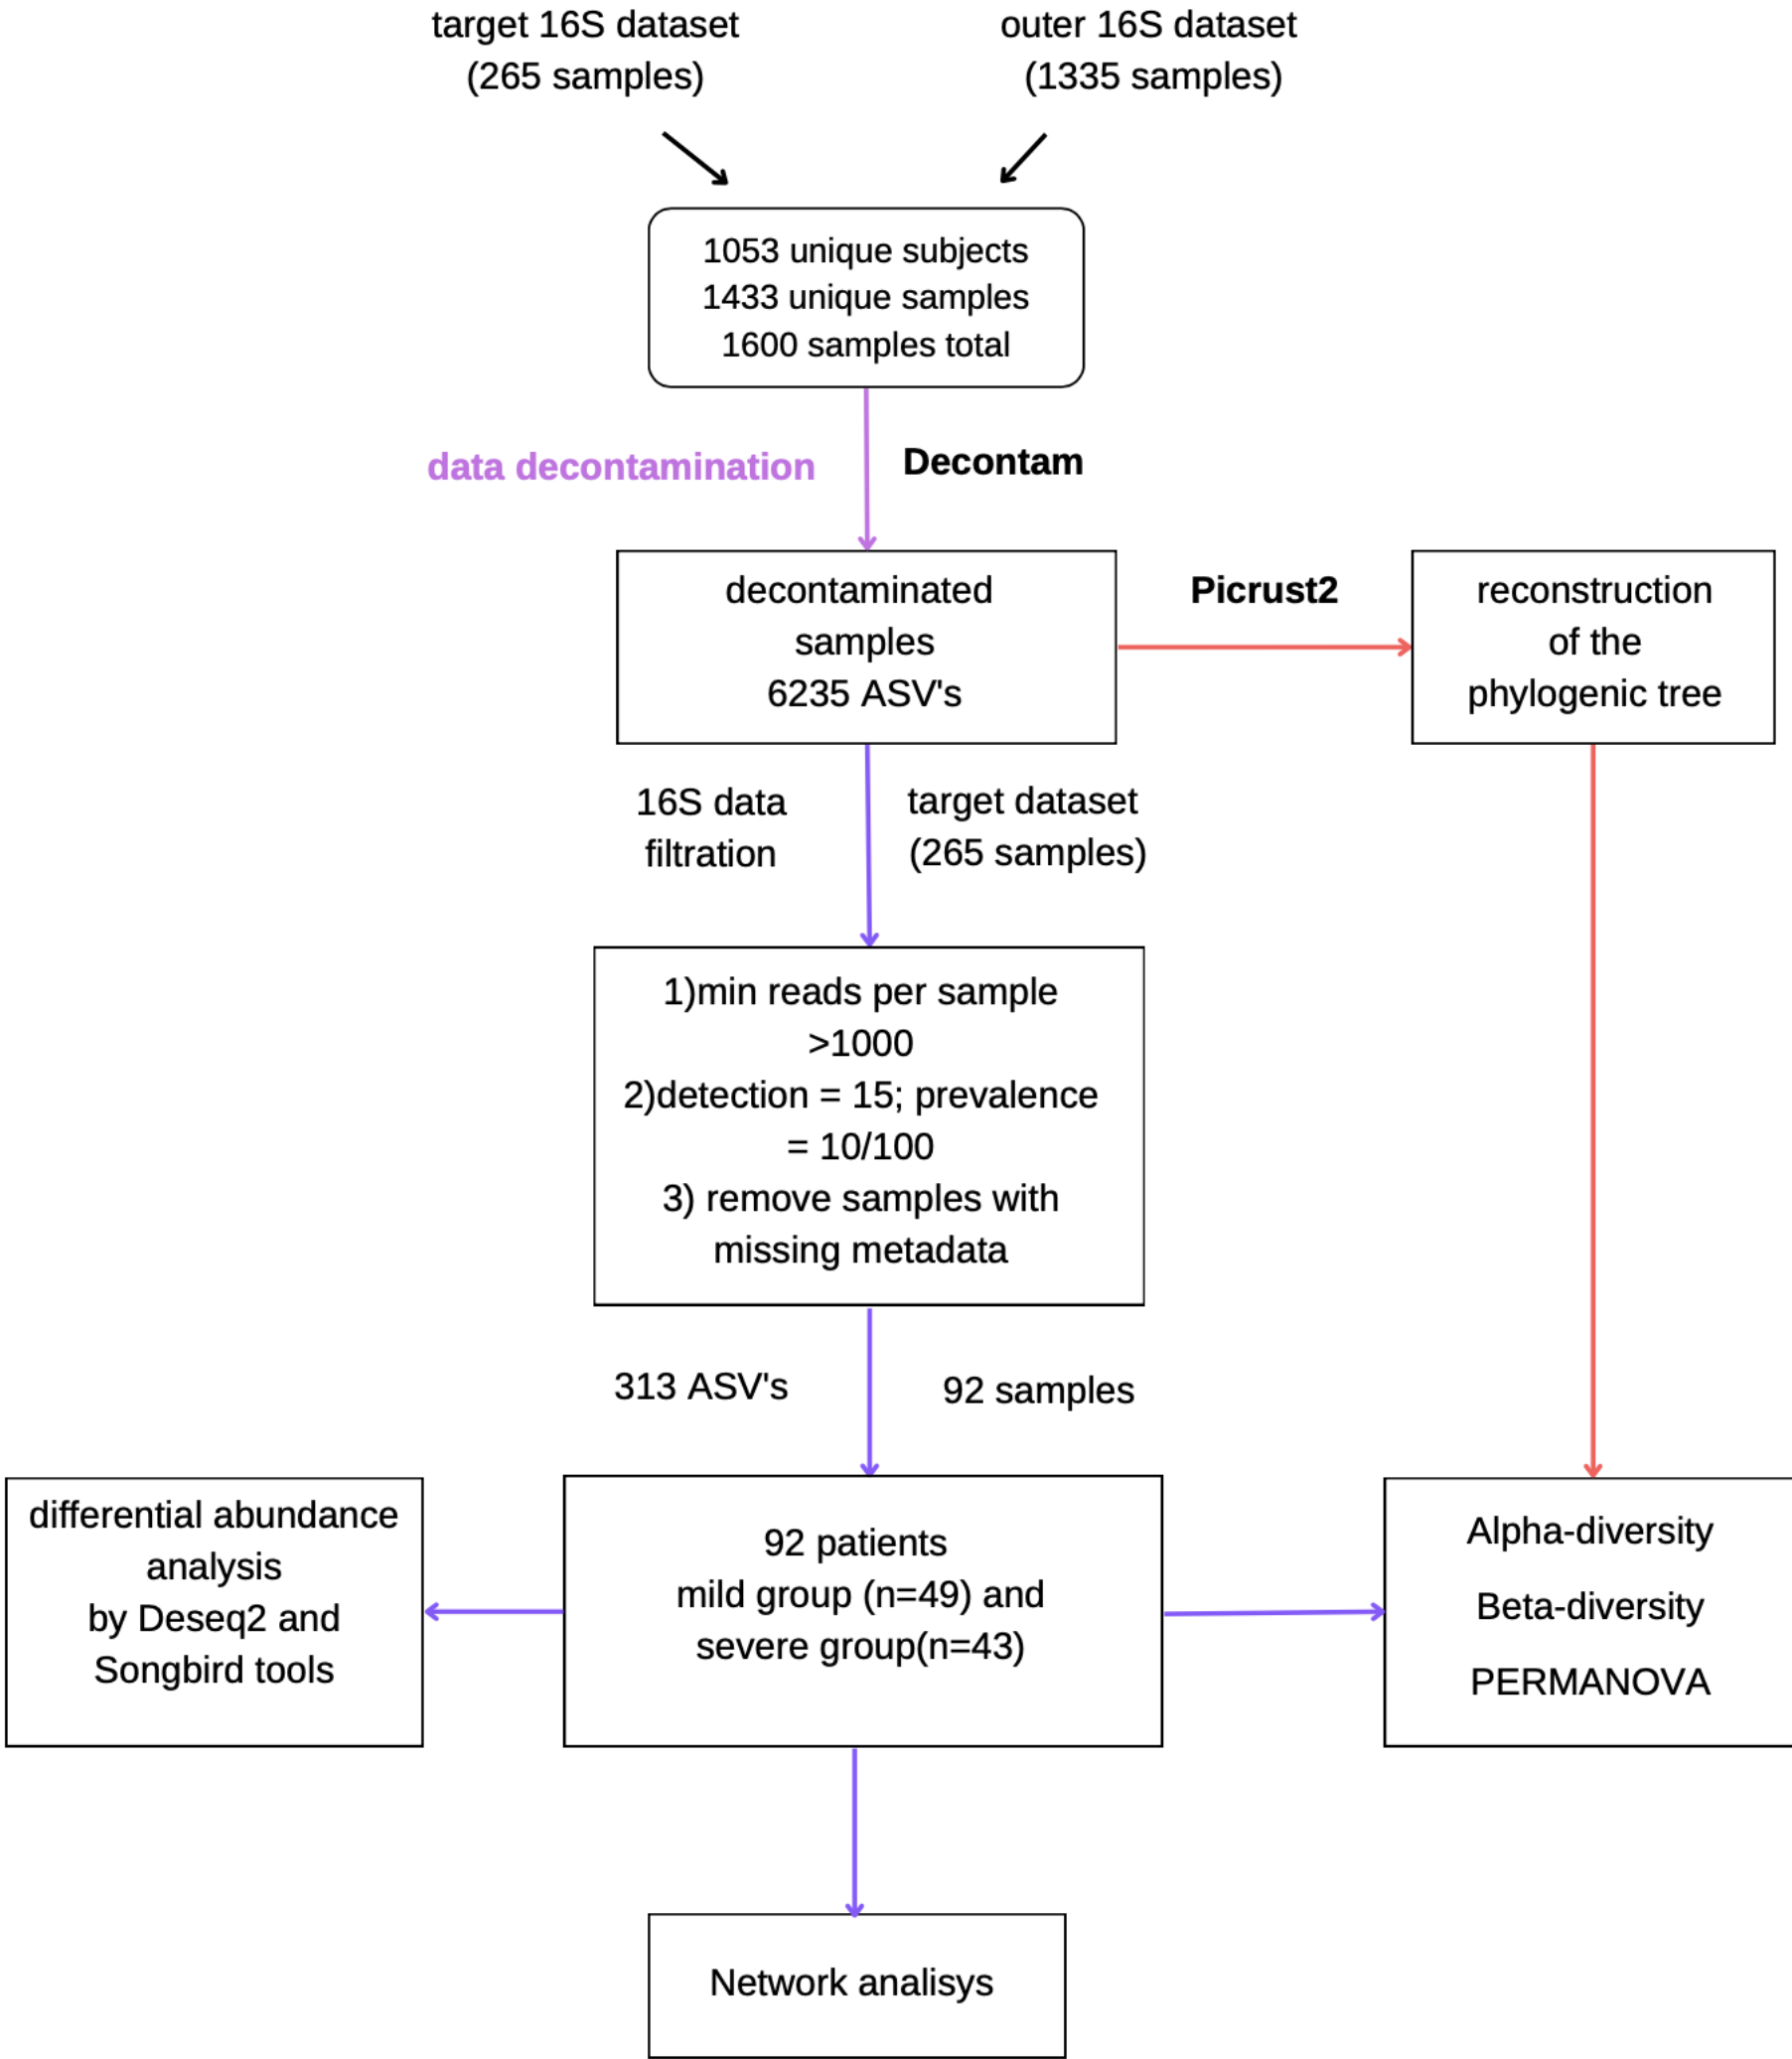 target 16S dataset
(265 samples)
outer 16S dataset
(1335 samples)
1053 unique subjects
1433 unique samples
1600 samples total
data decontamination
Decontam
decontaminated
samples
6235 ASV's
Picrust2
reconstruction
of the
phylogenic tree
16S data
filtration
target dataset
(265 samples)
1)min reads per sample
>1000
2)detection = 15; prevalence
= 10/100
3) remove samples with
missing metadata
313 ASV's
92 samples
differential abundance
analysis
by Deseq2 and
Songbird tools
92 patients
mild group (n=49) and
severe group(n=43)
Alpha-diversity
Beta-diversity
PERMANOVA
Network analisys